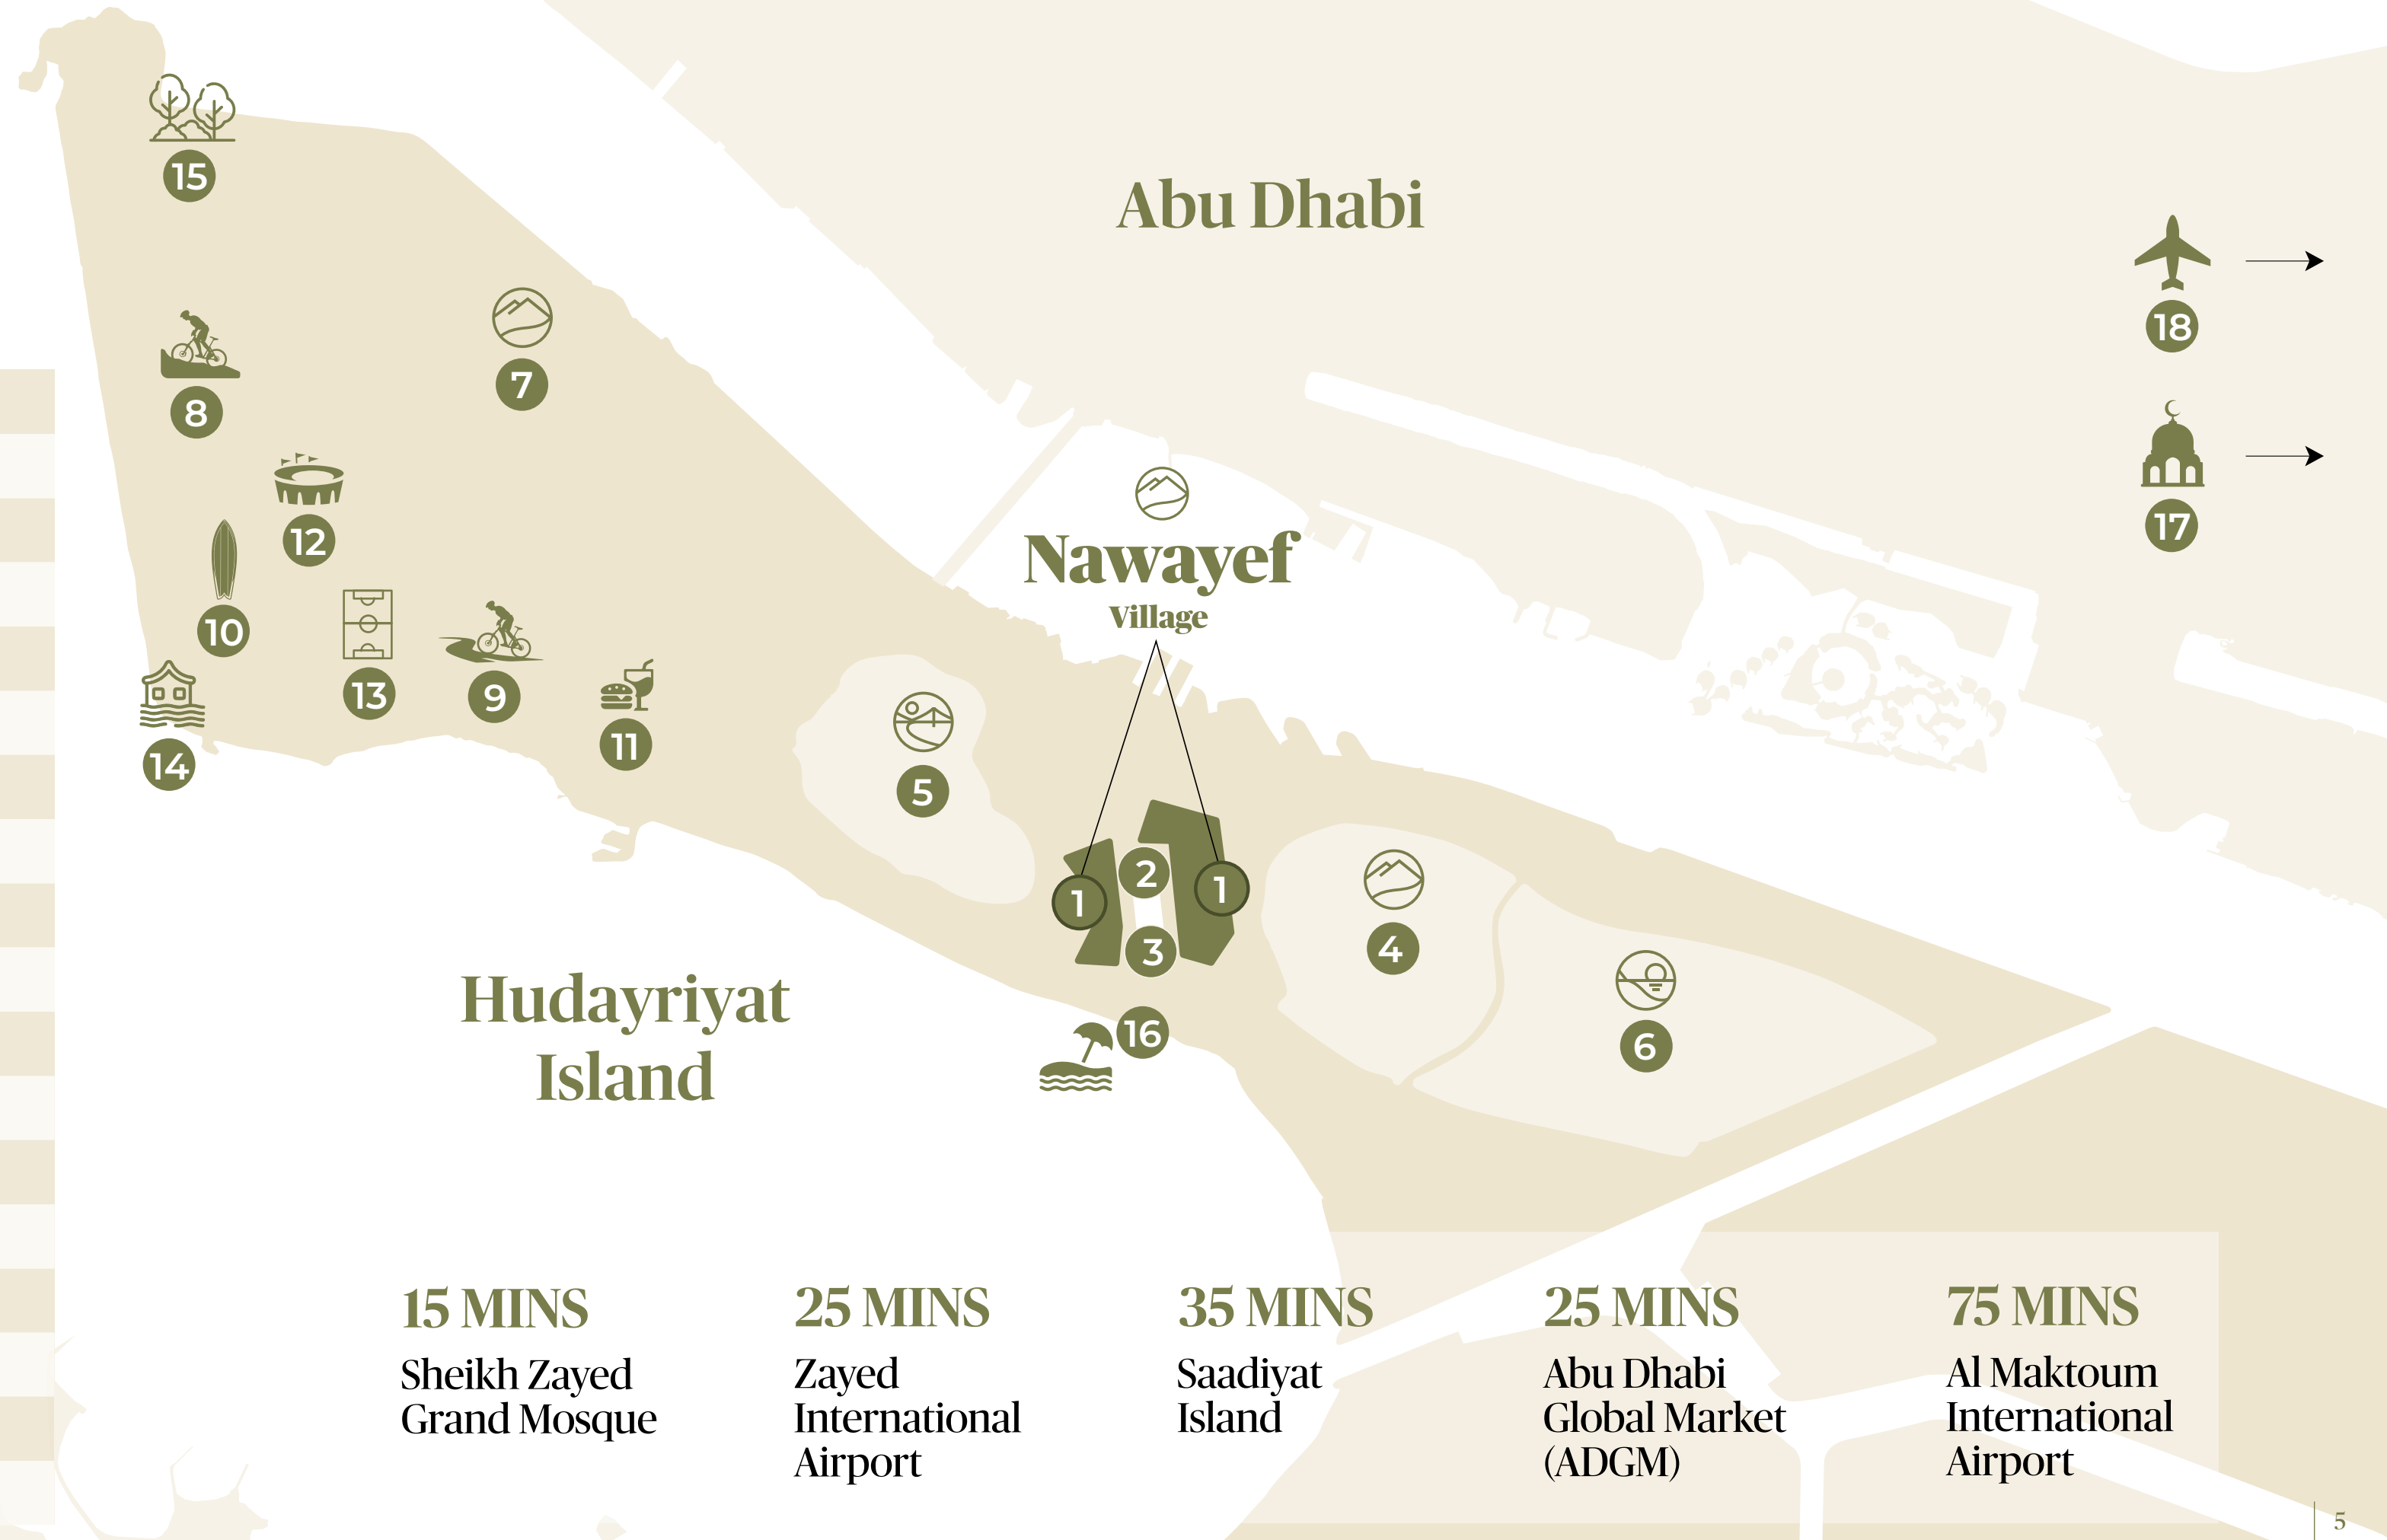 Abu Dhabi
15
18
7
8
17
Nawayef
Village
12
10
13
9
11
14
5
2
1
1
3
4
16
6
Hudayriyat
Island
15 MINS
Sheikh Zayed
Grand Mosque
25 MINS
Zayed
International
Airport
35 MINS
Saadiyat
Island
25 MINS
Abu Dhabi
Global Market
(ADGM)
75 MINS
Al Maktoum
International
Airport
5